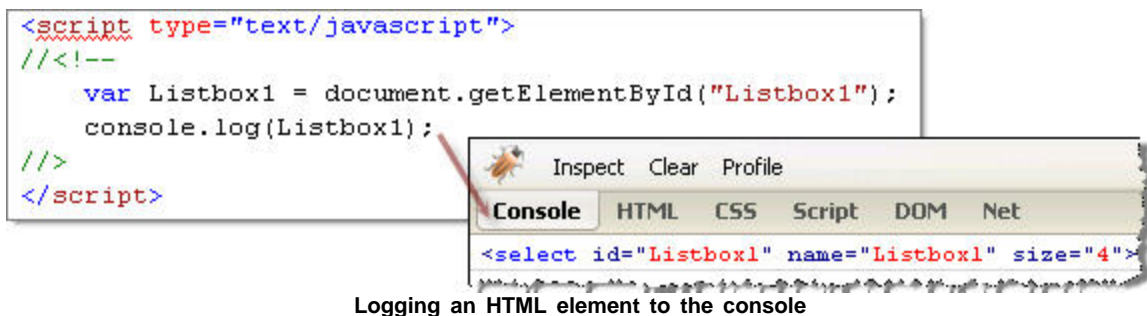 <script type="text/javascript">
//<!--
var Listbox1 = document.getElementById("Listbox1");
console.log(Listbox1);
//>
</script>
Inspect Clear Profile
Console HTML CSS Script DOM Net
<select id="Listbox1" name="Listbox1" size="4">
Logging an HTML element to the console